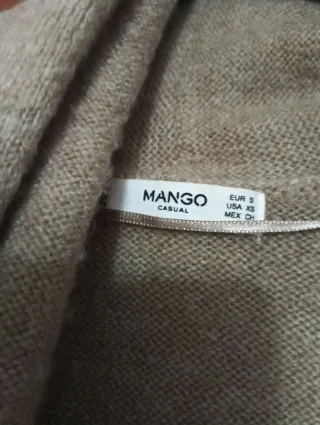 MANGO
CASUAL
EUR S
USA XS
MEX CH